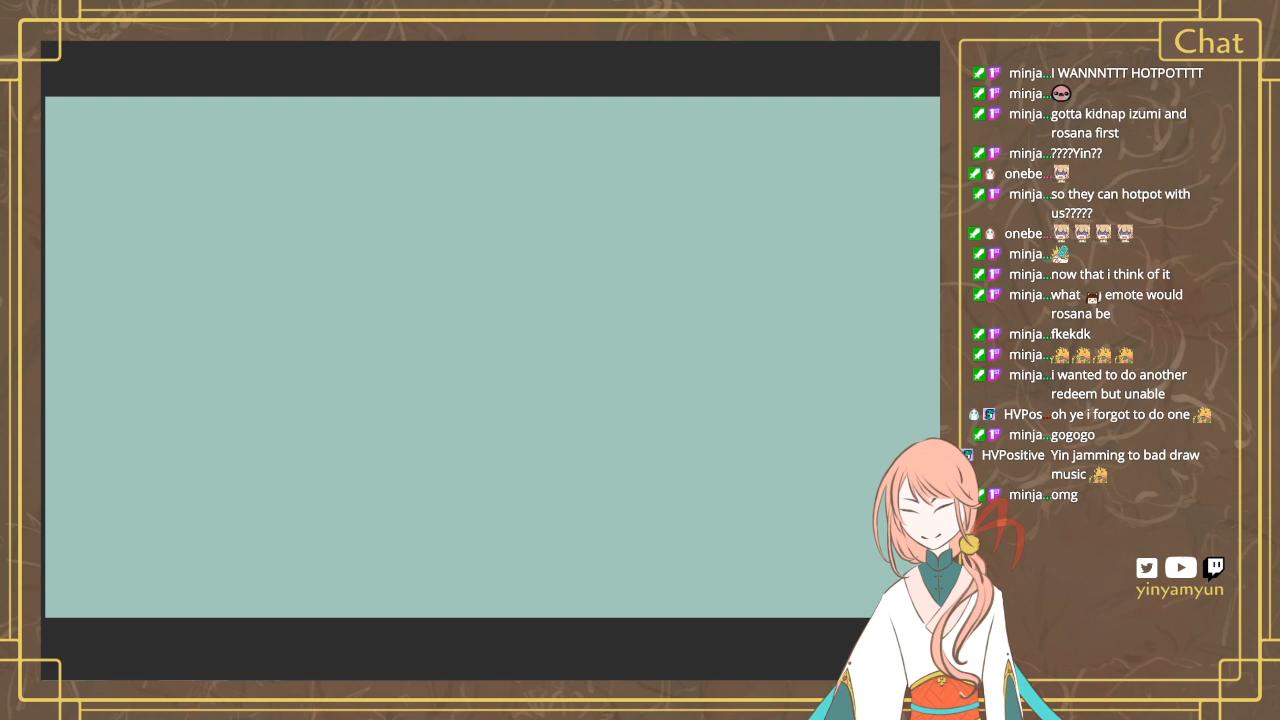 Chat
minja... I WANNNTTT HOTPOTTTT
minja...
minja... gotta kidnap izumi and
rosana first
minja... ????Yin??
onebe...
minja... so they can hotpot with
us?????
onebe...
minja...
minja... now that i think of it
minja... what emote would
rosana be
minja... fkekdk
minja...
minja... i wanted to do another
redeem but unable
HVPos... oh ye i forgot to do one
minja... gogogo
HVPositive Yin jamming to bad draw
music
minja... omg
yinyamyun